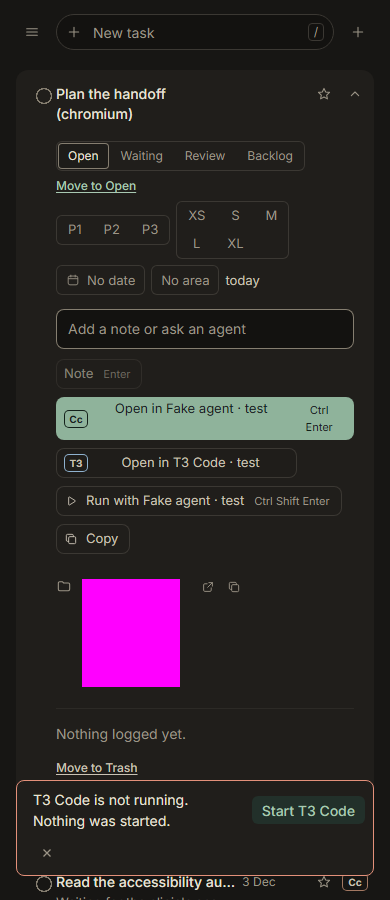 New task /
Plan the handoff
(chromium)
Open Waiting Review Backlog
Move to Open
P1 P2 P3
XS S M
L XL
No date No area today
Add a note or ask an agent
Note Enter
Cc Open in Fake agent · test Ctrl
Enter
T3 Open in T3 Code · test
Run with Fake agent · test Ctrl Shift Enter
Copy
Nothing logged yet.
Move to Trash
T3 Code is not running.
Nothing was started.
Start T3 Code
Read the accessibility au... 3 Dec Cc